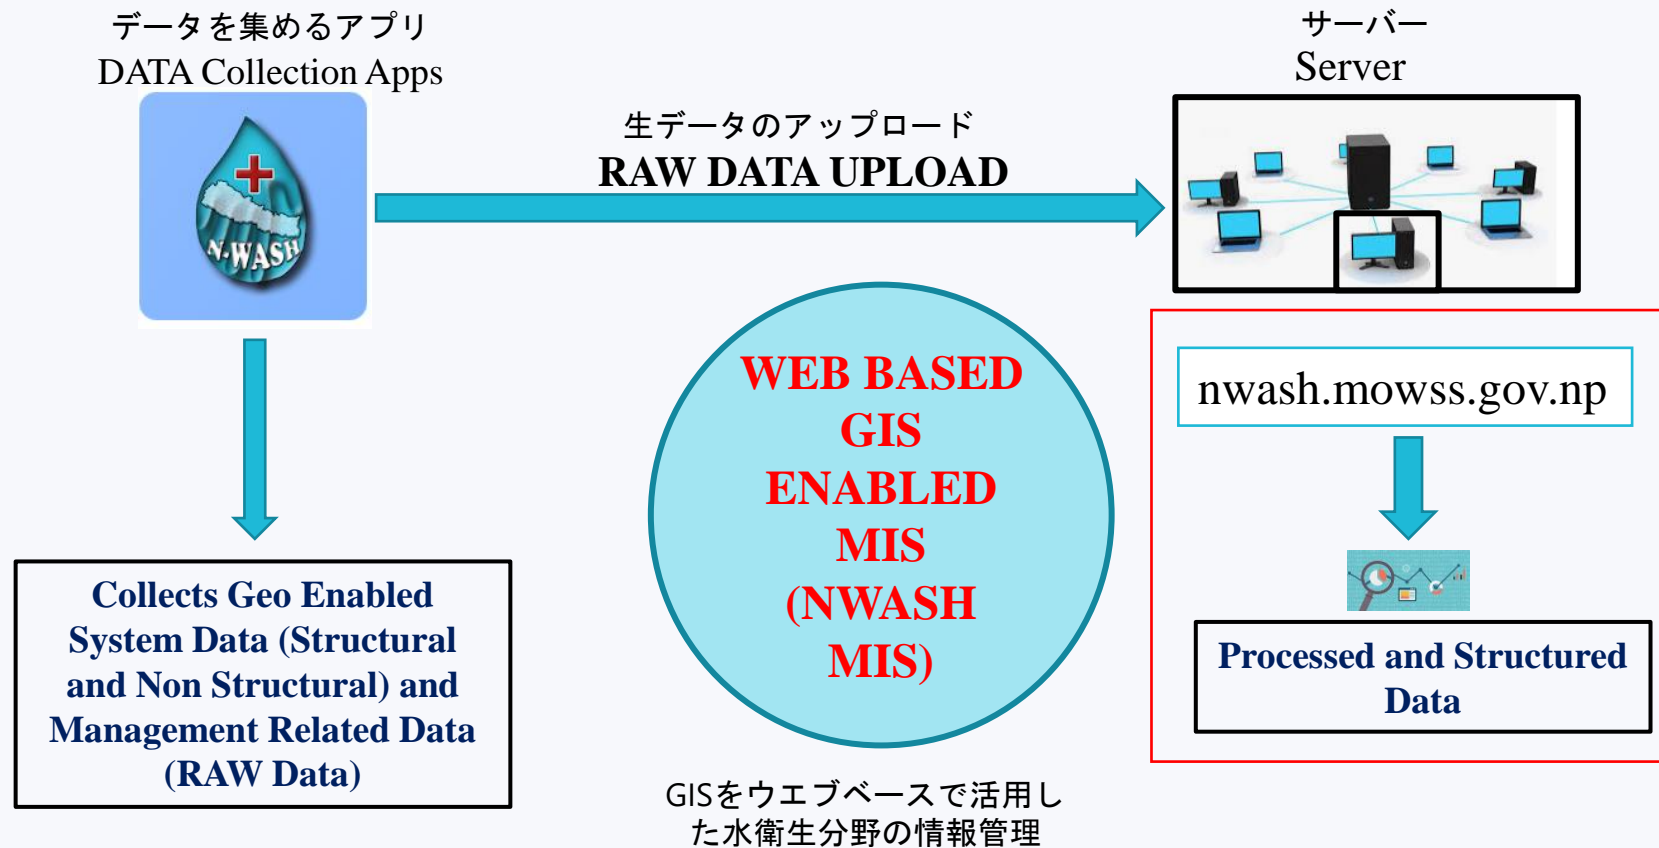 データを集めるアプリ
DATA Collection Apps
N-WASH
生データのアップロード
RAW DATA UPLOAD
サーバー
Server
Collects Geo Enabled
System Data (Structural
and Non Structural) and
Management Related Data
(RAW Data)
WEB BASED
GIS
ENABLED
MIS
(NWASH
MIS)
GISをウエブベースで活用し
た水衛生分野の情報管理
nwash.mowss.gov.np
Processed and Structured
Data